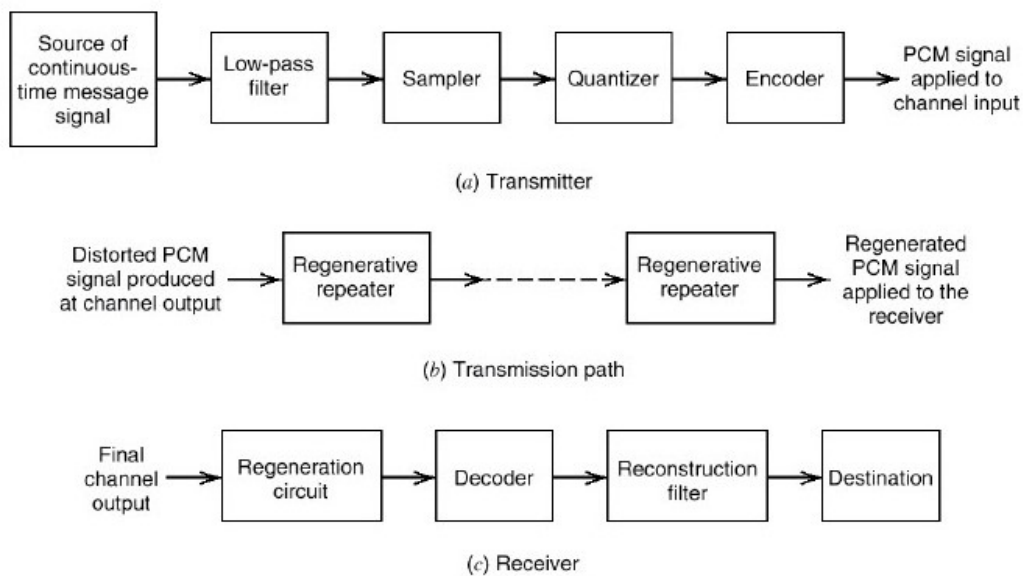 Source of
continuous-
time message
signal
Low-pass
filter
Sampler
Quantizer
Encoder
PCM signal
applied to
channel input
(a) Transmitter
Distorted PCM
signal produced
at channel output
Regenerative
repeater
Regenerative
repeater
Regenerated
PCM signal
applied to the
receiver
(b) Transmission path
Final
channel
output
Regeneration
circuit
Decoder
Reconstruction
filter
Destination
(c) Receiver